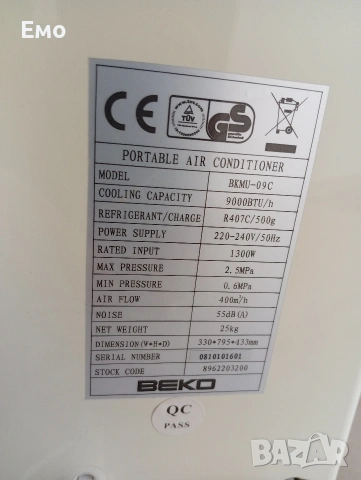 Emo
CE
TÜV
GS
PORTABLE AIR CONDITIONER
MODEL BKMU-09C
COOLING CAPACITY 9000BTU/h
REFRIGERANT/CHARGE R407C/500g
POWER SUPPLY 220-240V/50Hz
RATED INPUT 1300W
MAX PRESSURE 2.5MPa
MIN PRESSURE 0.6MPa
AIR FLOW 400m³/h
NOISE 55dB(A)
NET WEIGHT 25kg
DIMENSION(W*H*D) 330*795*433mm
SERIAL NUMBER 0810101601
STOCK CODE 8962203200
BEKO
QC
PASS
BAZAR